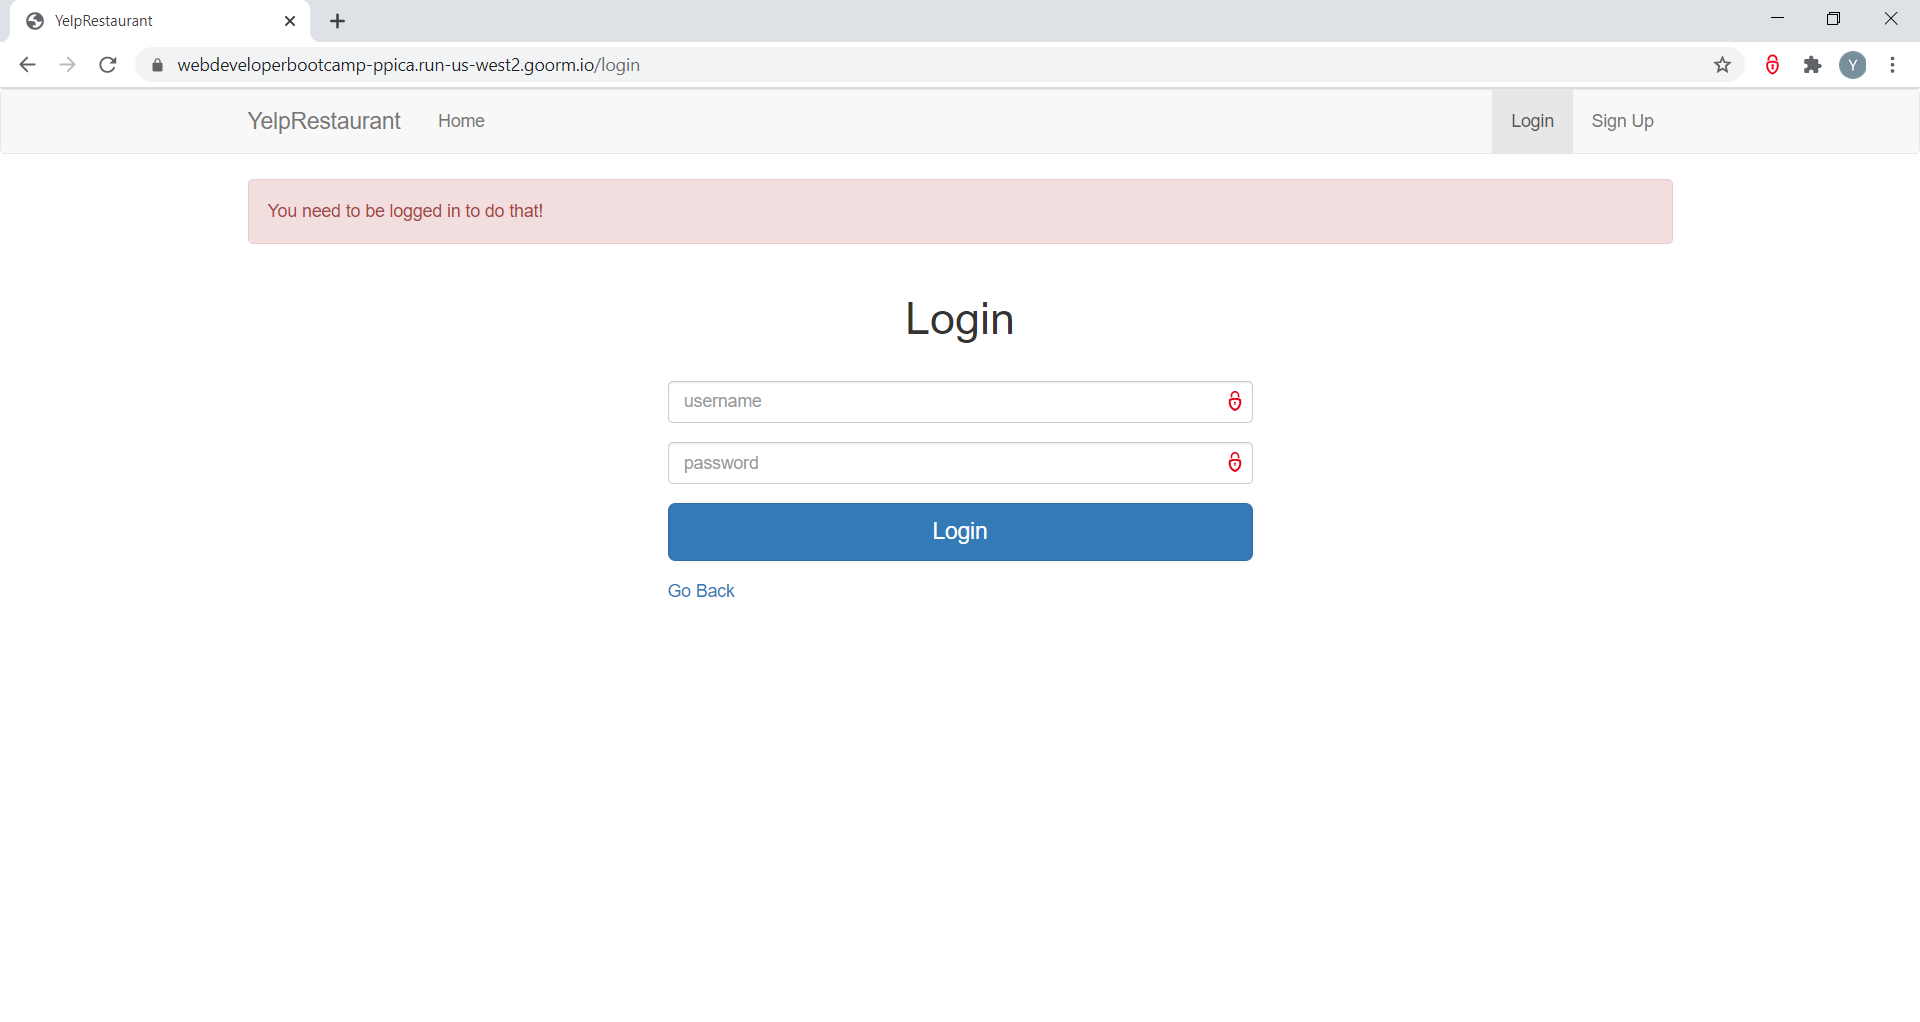 YelpRestaurant
webdeveloperbootcamp-ppica.run-us-west2.goorm.io/login
Y
YelpRestaurant Home Login Sign Up
You need to be logged in to do that!
Login
username
password
Login
Go Back